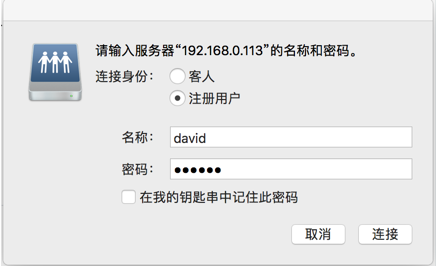 请输入服务器“192.168.0.113”的名称和密码。
连接身份： 客人
注册用户
名称： david
密码： ●●●●●●
在我的钥匙串中记住此密码
取消 连接